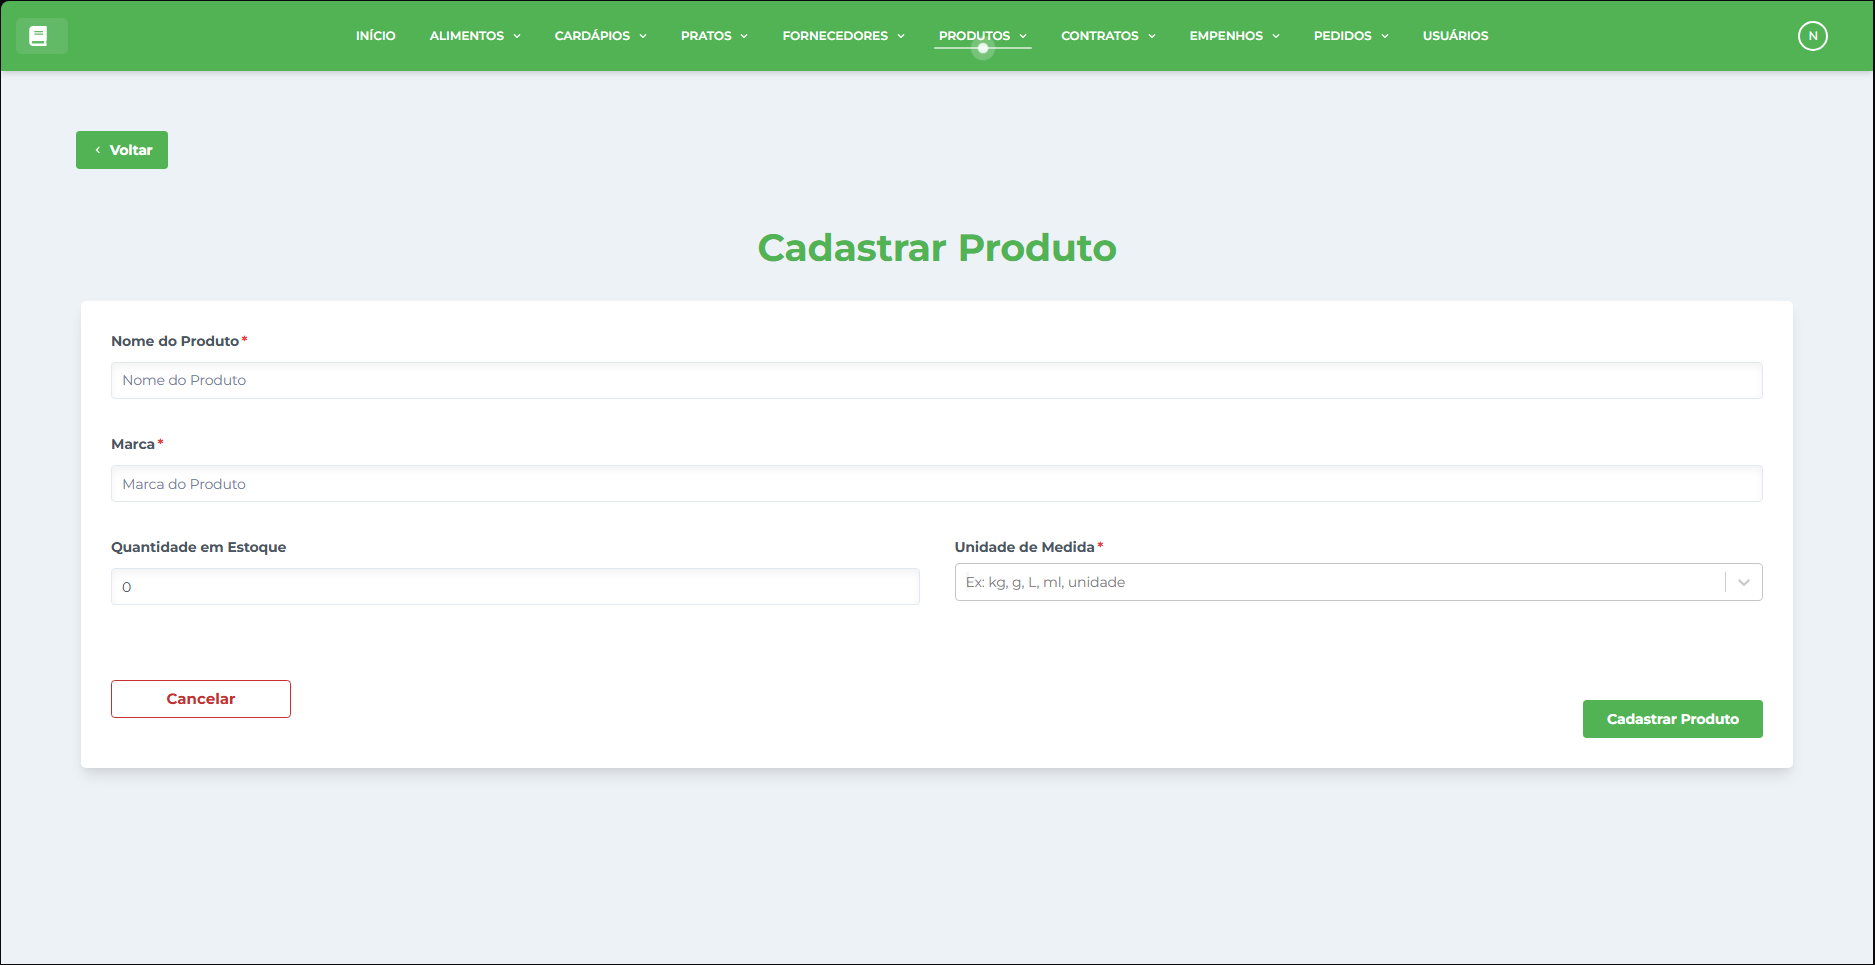 INÍCIO ALIMENTOS CARDÁPIOS PRATOS FORNECEDORES PRODUTOS CONTRATOS EMPENHOS PEDIDOS USUÁRIOS N
Voltar
Cadastrar Produto
Nome do Produto*
Nome do Produto
Marca*
Marca do Produto
Quantidade em Estoque Unidade de Medida*
0 Ex: kg, g, L, ml, unidade
Cancelar
Cadastrar Produto